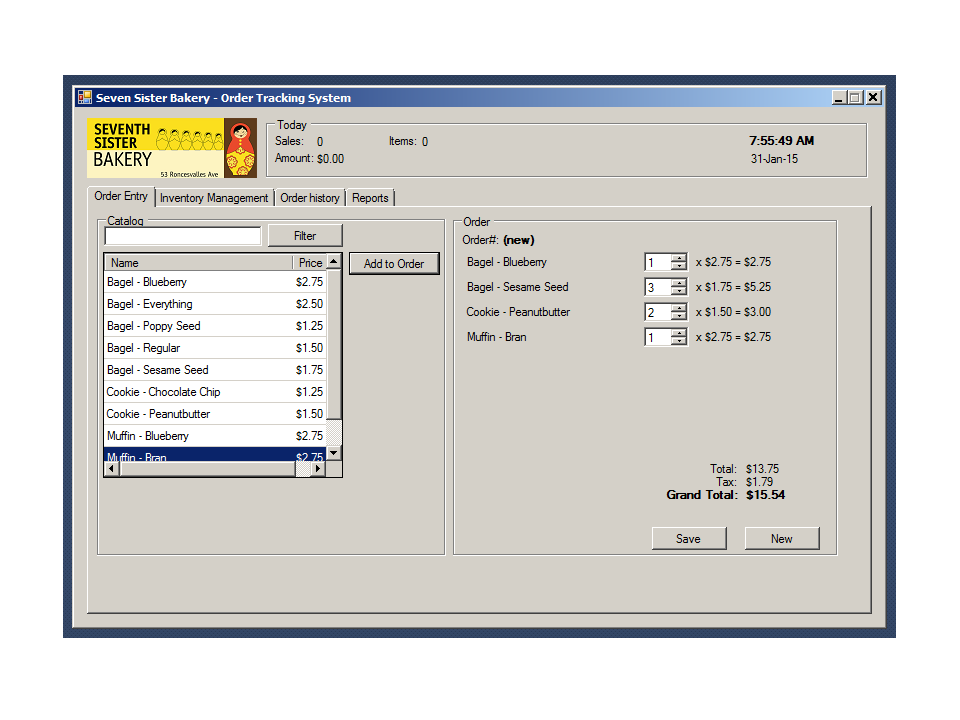 Seven Sister Bakery - Order Tracking System
SEVENTH
SISTER
BAKERY
53 Roncesvalles Ave
Today
Sales: 0 Items: 0 7:55:49 AM
Amount: $0.00 31-Jan-15
Order Entry Inventory Management Order history Reports
Catalog
Filter
Add to Order
Name Price
Bagel - Blueberry $2.75
Bagel - Everything $2.50
Bagel - Poppy Seed $1.25
Bagel - Regular $1.50
Bagel - Sesame Seed $1.75
Cookie - Chocolate Chip $1.25
Cookie - Peanutbutter $1.50
Muffin - Blueberry $2.75
Muffin - Bran $2.75
Order
Order#: (new)
Bagel - Blueberry 1 x $2.75 = $2.75
Bagel - Sesame Seed 3 x $1.75 = $5.25
Cookie - Peanutbutter 2 x $1.50 = $3.00
Muffin - Bran 1 x $2.75 = $2.75
Total: $13.75
Tax: $1.79
Grand Total: $15.54
Save New